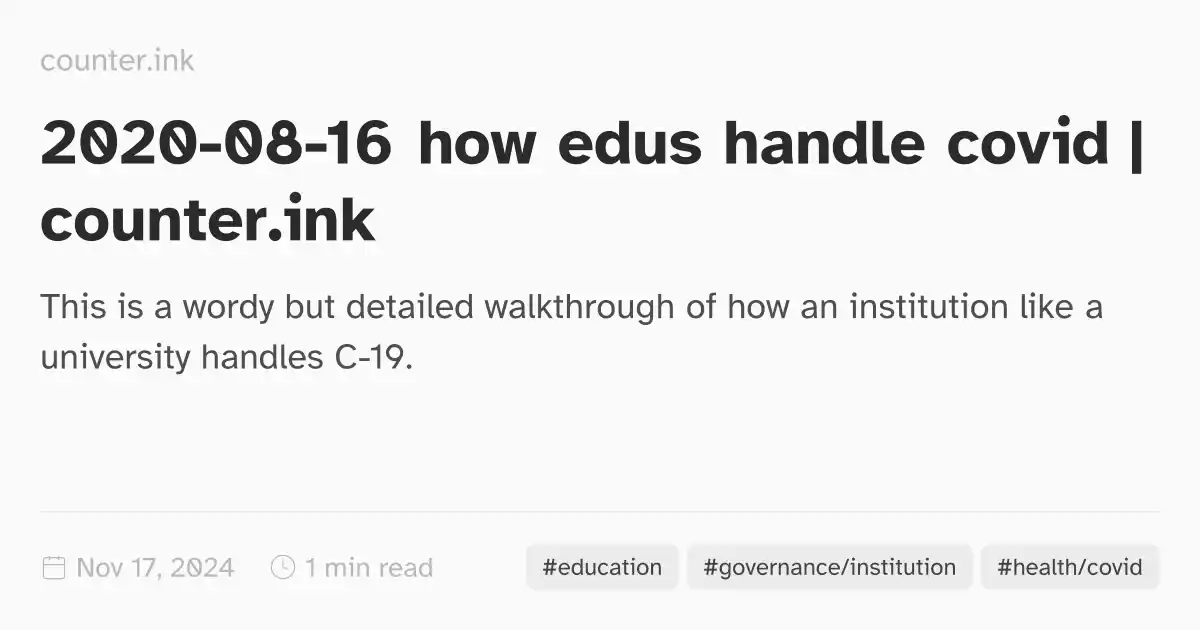 counter.ink
2020-08-16 how edus handle covid |
counter.ink
This is a wordy but detailed walkthrough of how an institution like a
university handles C-19.
Nov 17, 2024 1 min read #education #governance/institution #health/covid